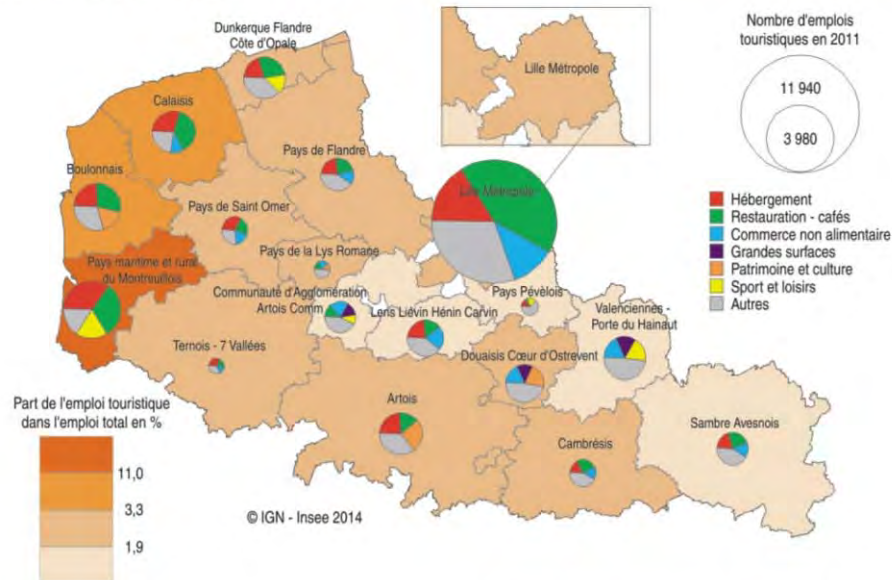 Dunkerque Flandre
Côte d'Opale
Calaisis
Boulonnais
Pays de Flandre
Pays de Saint Omer
Pays de la Lys Romane
Pays maritime et rural
du Montreuillois
Communauté d'Agglomération
Artois Comm
Lens Liévin Hénin Carvin
Pays Pévèlois
Valenciennes -
Porte du Hainaut
Ternois - 7 Vallées
Douaisis Cœur d'Ostrevent
Artois
Cambrésis
Sambre Avesnois
Lille Métropole
Lille Métropole
Nombre d'emplois
touristiques en 2011
11 940
3 980
Hébergement
Restauration - cafés
Commerce non alimentaire
Grandes surfaces
Patrimoine et culture
Sport et loisirs
Autres
Part de l'emploi touristique
dans l'emploi total en %
11,0
3,3
1,9
© IGN - Insee 2014